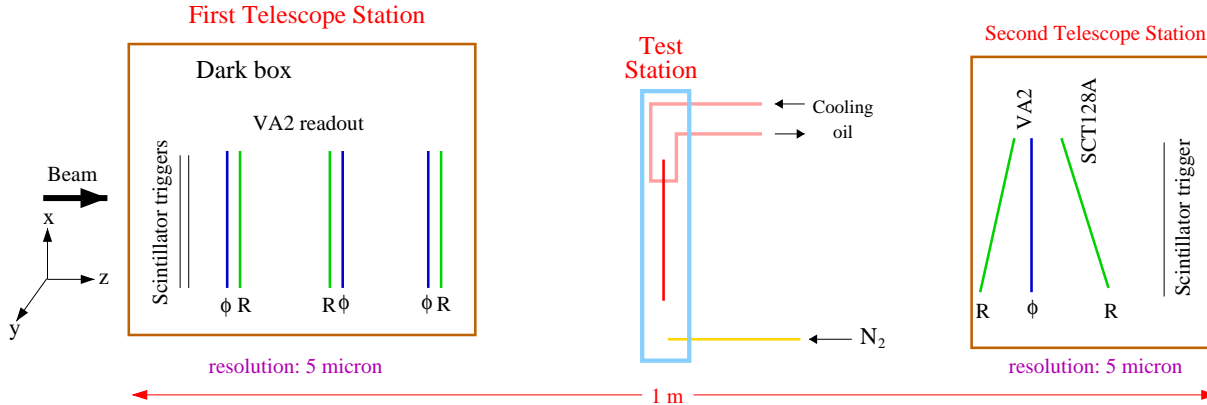 First Telescope Station
Dark box
VA2 readout
Scintillator triggers
Beam
x
z
y
ϕ R
R ϕ
ϕ R
resolution: 5 micron
Test
Station
Cooling
oil
N2
Second Telescope Station
VA2
SCT128A
Scintillator trigger
R
ϕ
R
resolution: 5 micron
1 m